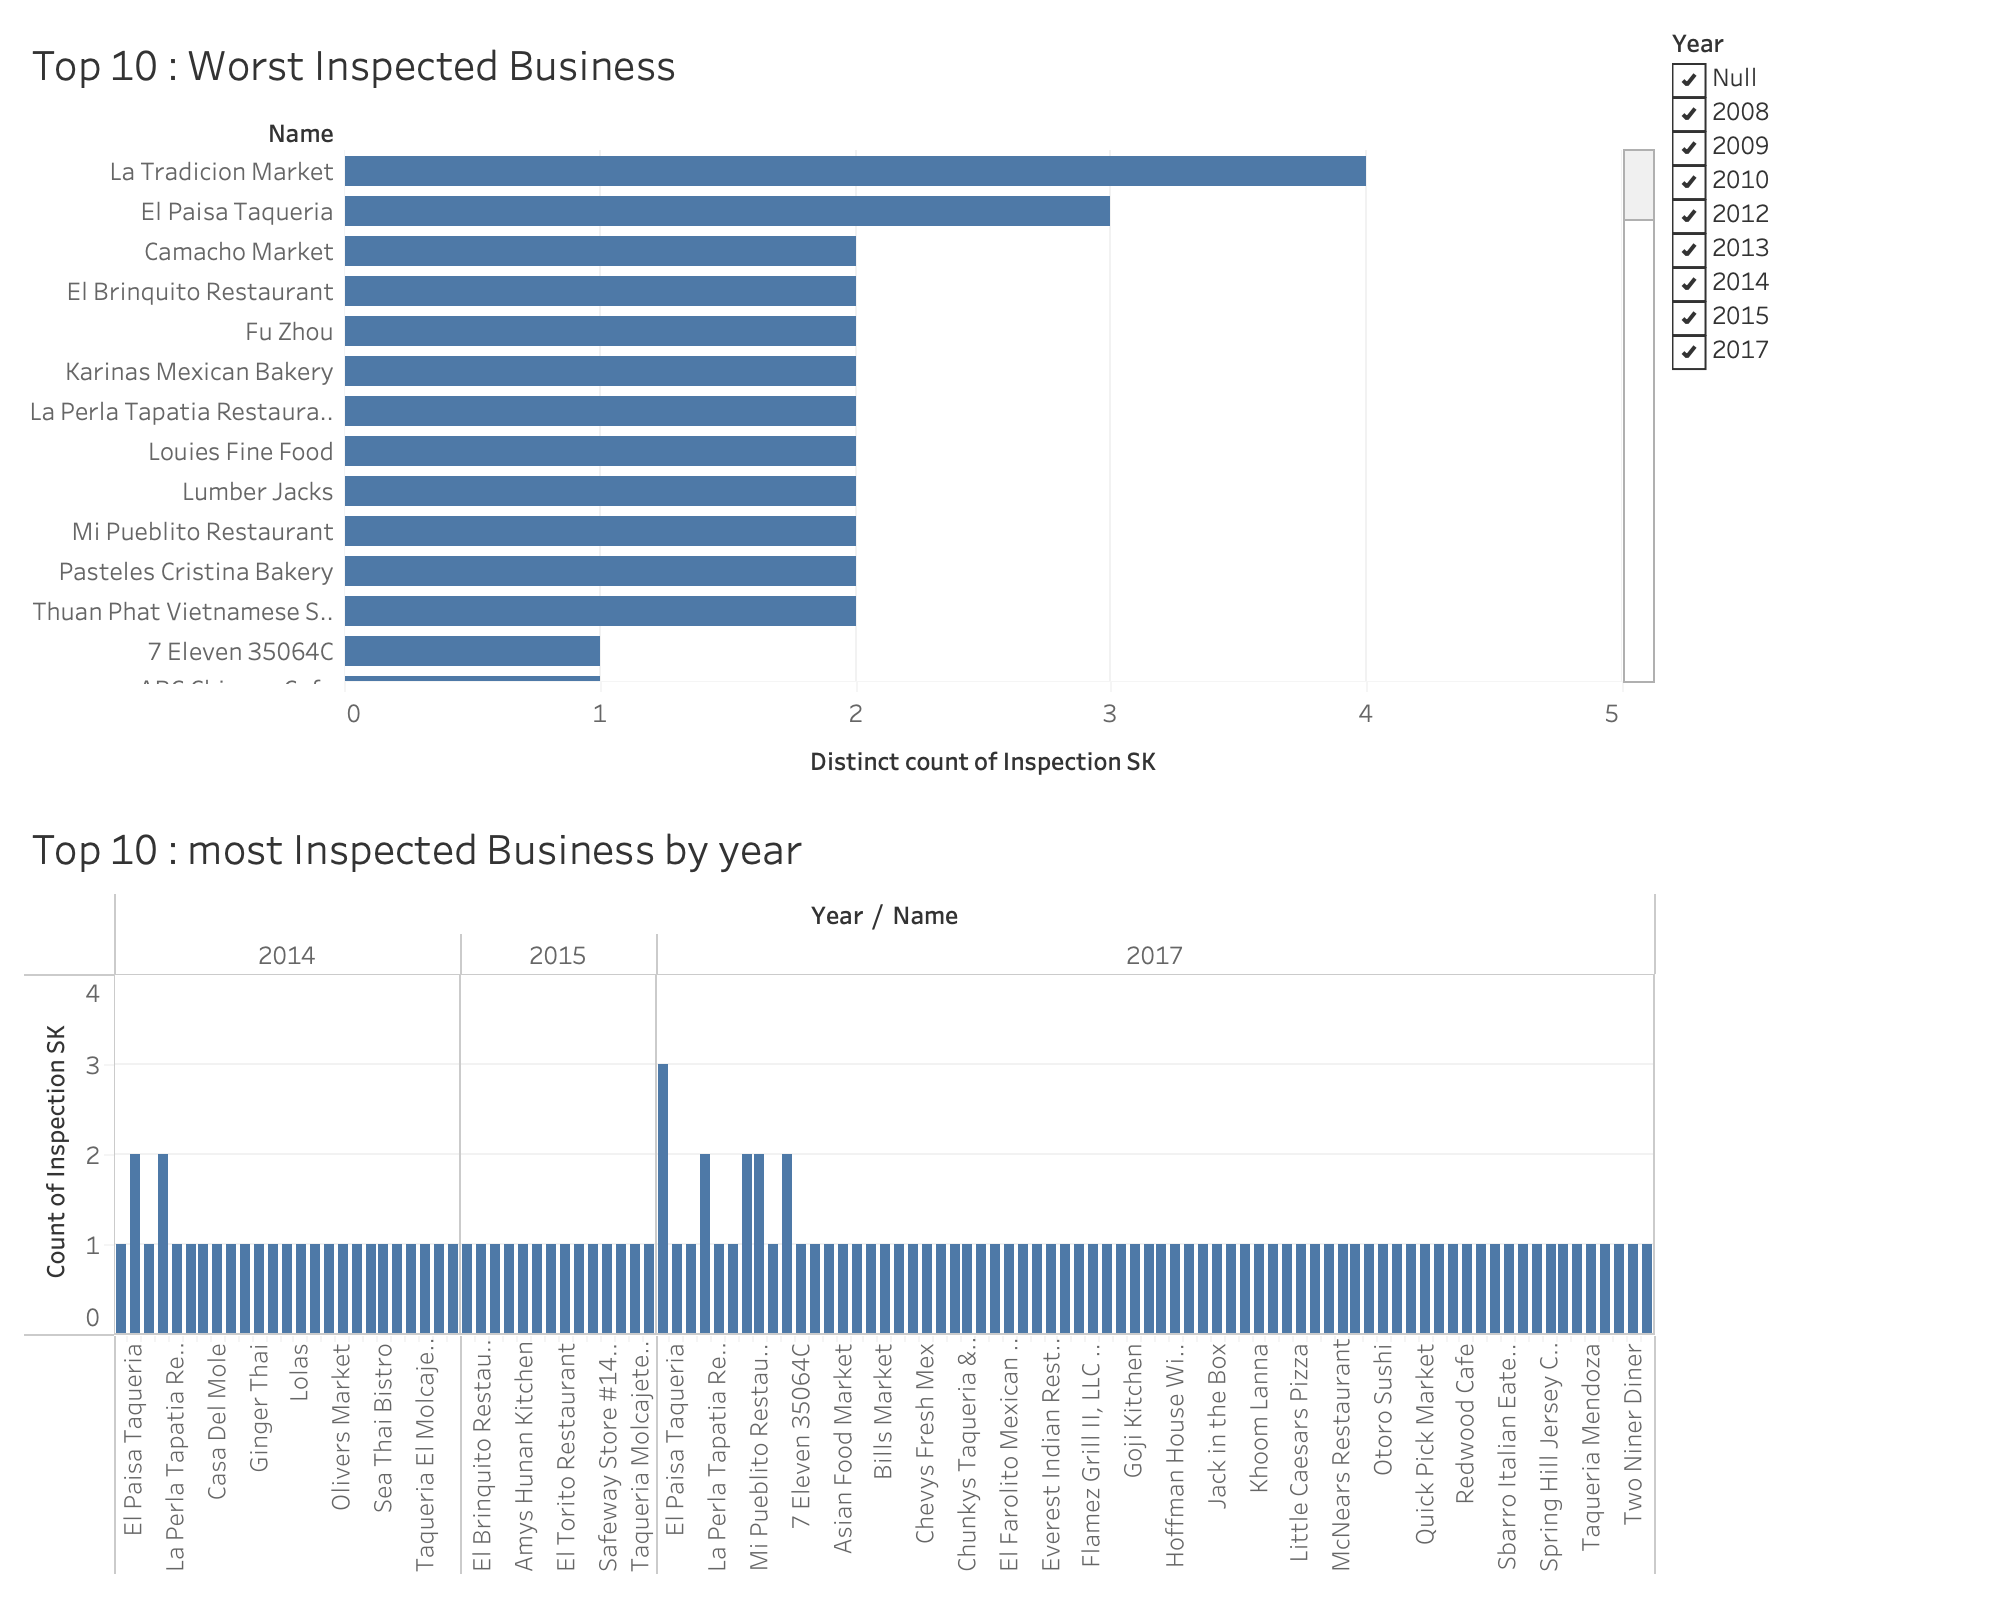 Top 10 : Worst Inspected Business
Year
Null
2008
2009
2010
2012
2013
2014
2015
2017
Name
La Tradicion Market
El Paisa Taqueria
Camacho Market
El Brinquito Restaurant
Fu Zhou
Karinas Mexican Bakery
La Perla Tapatia Restaura..
Louies Fine Food
Lumber Jacks
Mi Pueblito Restaurant
Pasteles Cristina Bakery
Thuan Phat Vietnamese S..
7 Eleven 35064C
0 1 2 3 4 5
Distinct count of Inspection SK
Top 10 : most Inspected Business by year
Year / Name
2014 2015 2017
Count of Inspection SK
4
3
2
1
0
El Paisa Taqueria
La Perla Tapatia Re..
Casa Del Mole
Ginger Thai
Lolas
Olivers Market
Sea Thai Bistro
Taqueria El Molcaje..
El Brinquito Restau..
Amys Hunan Kitchen
El Torito Restaurant
Safeway Store #14..
Taqueria Molcajete..
El Paisa Taqueria
La Perla Tapatia Re..
Mi Pueblito Restau..
7 Eleven 35064C
Asian Food Market
Bills Market
Chevys Fresh Mex
Chunkys Taqueria &..
El Farolito Mexican ..
Everest Indian Rest..
Flamez Grill II, LLC ..
Goji Kitchen
Hoffman House Wi..
Jack in the Box
Khoom Lanna
Little Caesars Pizza
McNears Restaurant
Otoro Sushi
Quick Pick Market
Redwood Cafe
Sbarro Italian Eate..
Spring Hill Jersey C..
Taqueria Mendoza
Two Niner Diner